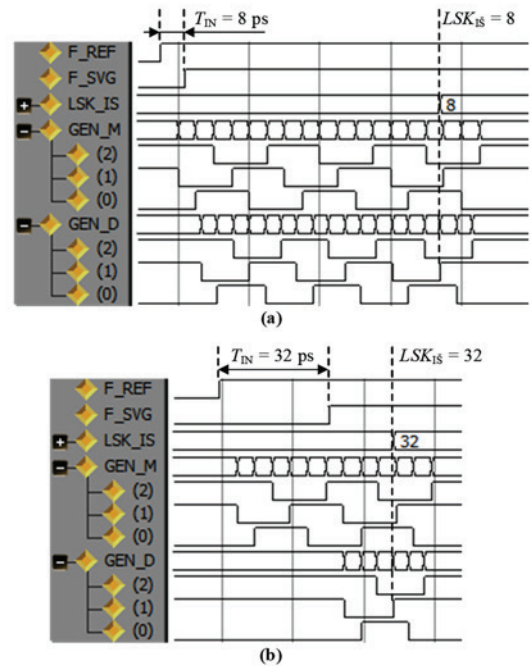 T_IN = 8 ps LSK_IŠ = 8
F_REF
F_SVG
LSK_IS 8
GEN_M
(2)
(1)
(0)
GEN_D
(2)
(1)
(0)
(a)
T_IN = 32 ps LSK_IŠ = 32
F_REF
F_SVG
LSK_IS 32
GEN_M
(2)
(1)
(0)
GEN_D
(2)
(1)
(0)
(b)